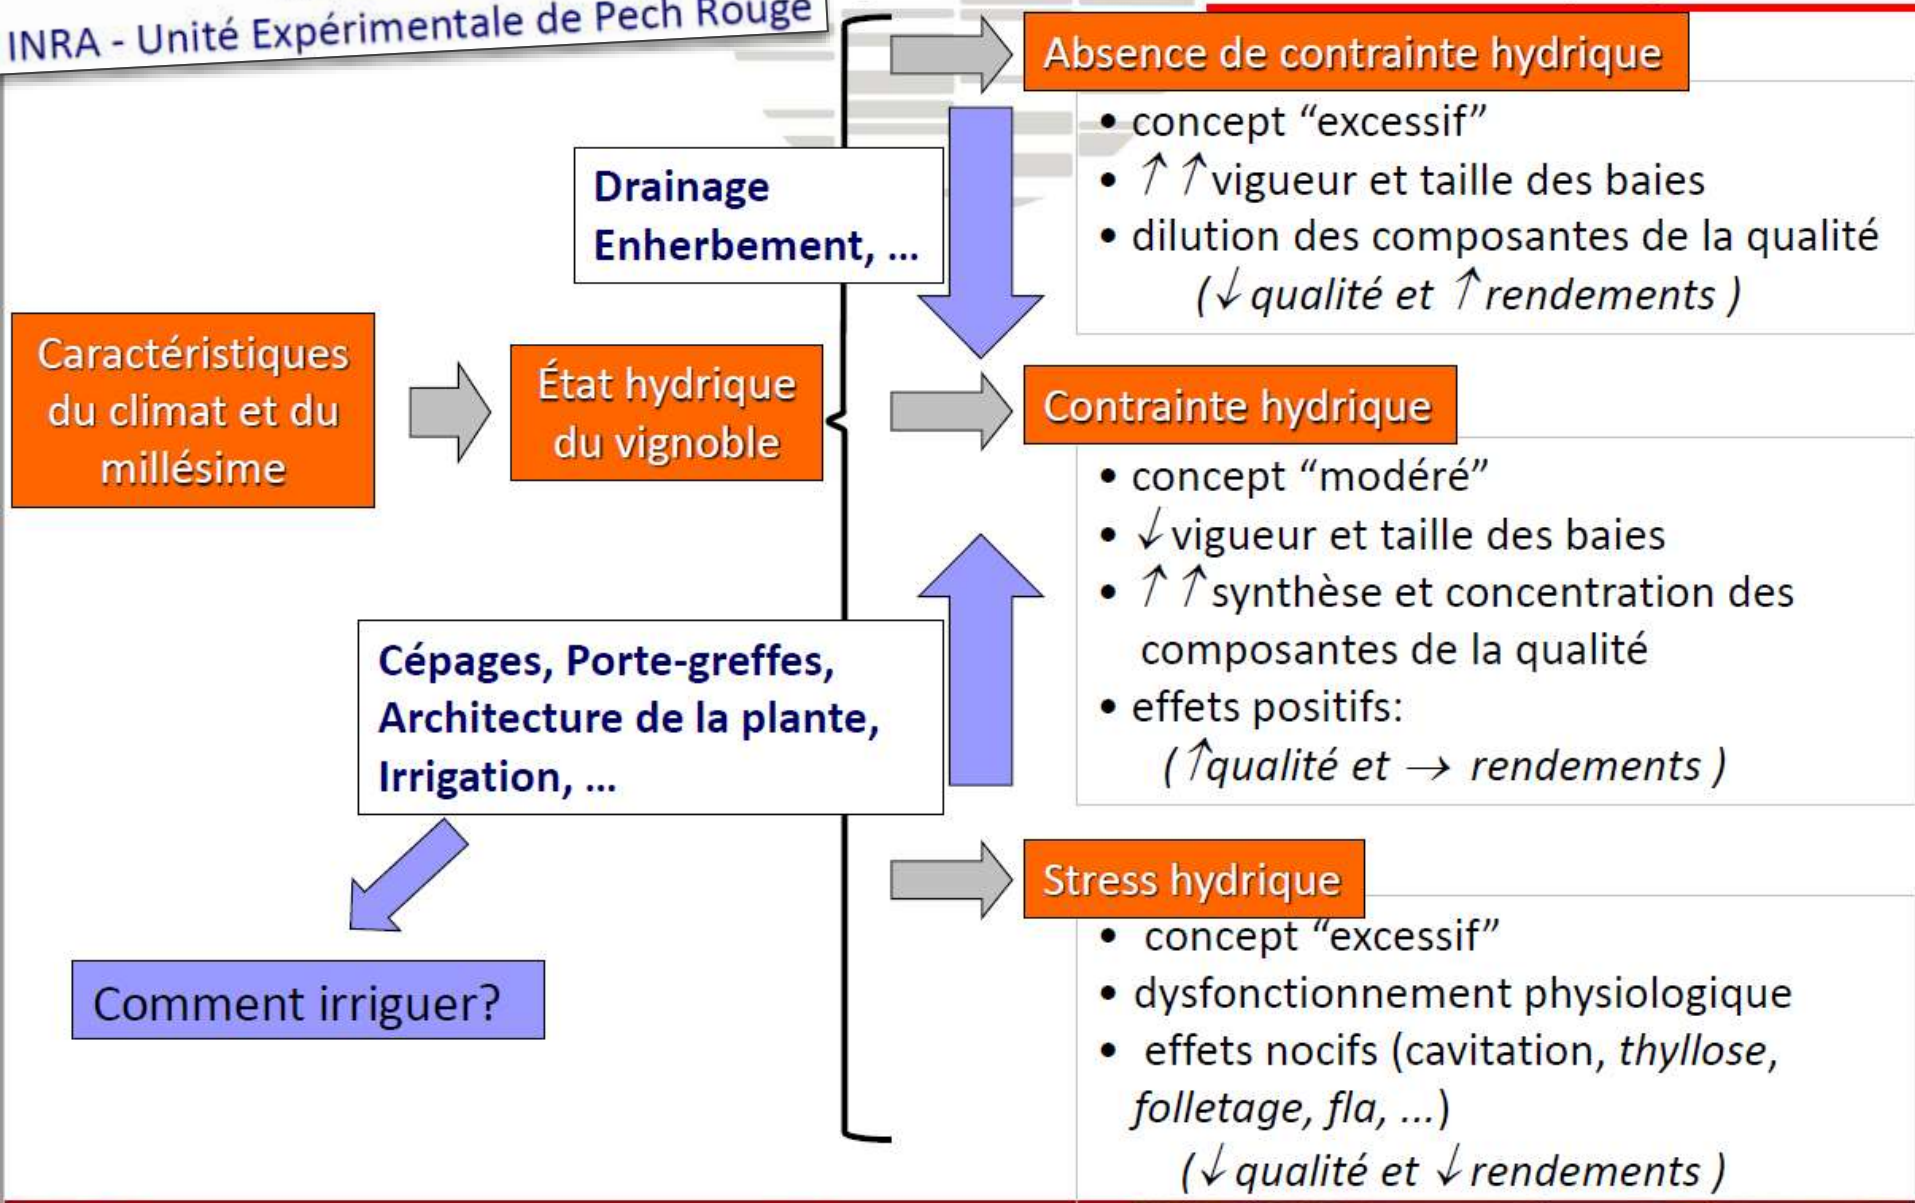 INRA - Unité Expérimentale de Pech Rouge
Caractéristiques
du climat et du
millésime
État hydrique
du vignoble
Drainage
Enherbement, ...
Cépages, Porte-greffes,
Architecture de la plante,
Irrigation, ...
Comment irriguer?
Absence de contrainte hydrique
• concept “excessif”
• ↑↑vigueur et taille des baies
• dilution des composantes de la qualité
(↓qualité et ↑rendements )
Contrainte hydrique
• concept “modéré”
• ↓vigueur et taille des baies
• ↑↑synthèse et concentration des
composantes de la qualité
• effets positifs:
(↑qualité et → rendements )
Stress hydrique
• concept “excessif”
• dysfonctionnement physiologique
• effets nocifs (cavitation, thyllose,
folletage, fla, ...)
(↓qualité et ↓rendements )